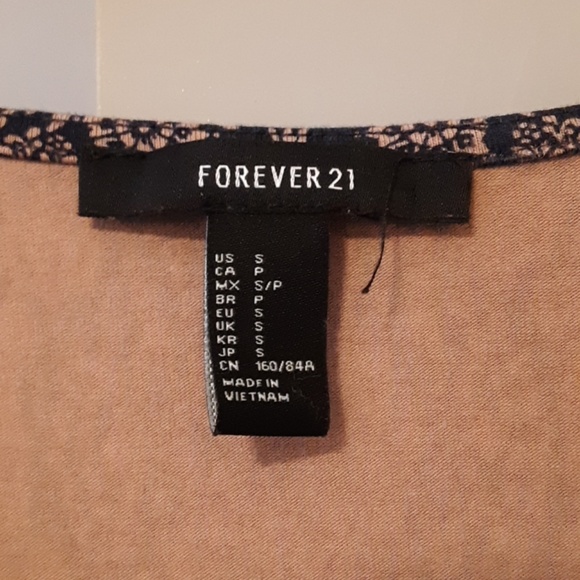 FOREVER 21
US S
CA P
MX S/P
BR P
EU S
UK S
KR S
JP S
CN 160/84A
MADE IN
VIETNAM